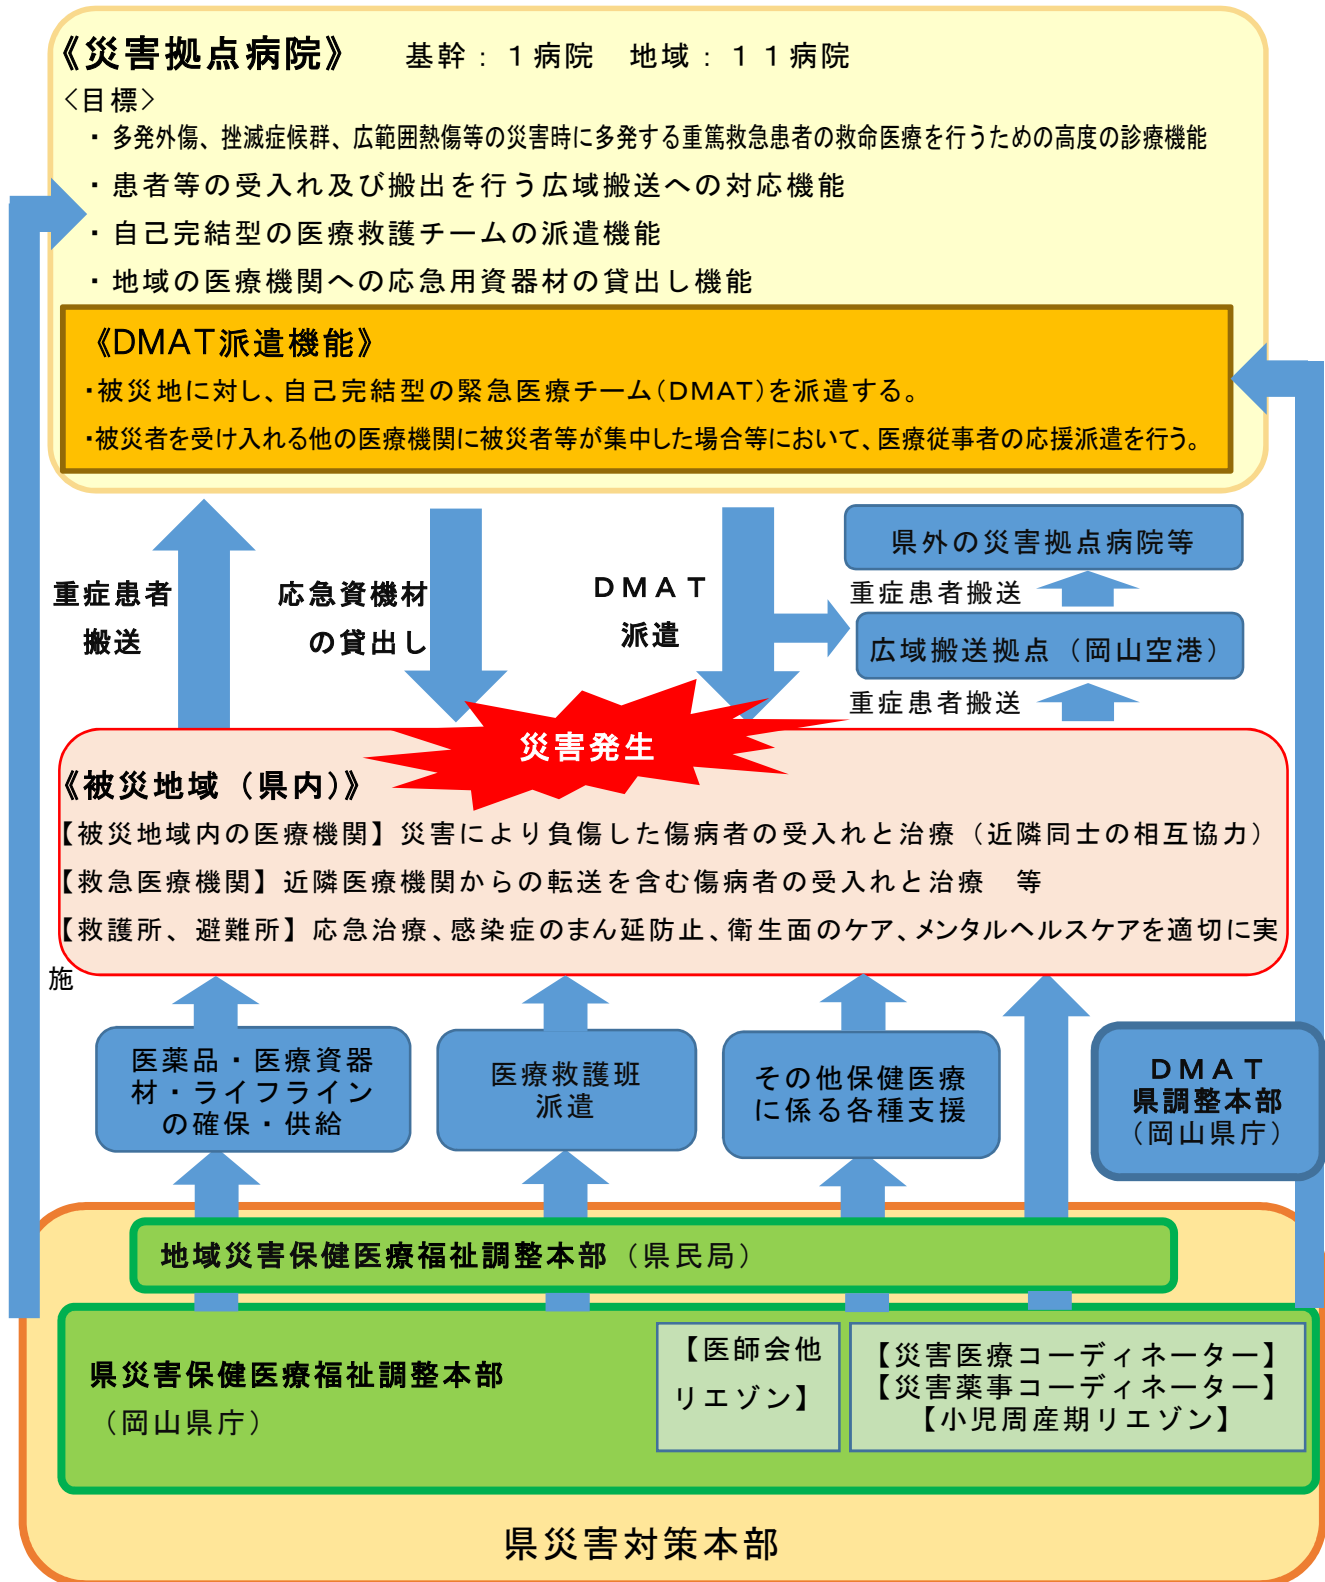 《災害拠点病院》　基幹：１病院　地域：１１病院
＜目標＞
・多発外傷、挫滅症候群、広範囲熱傷等の災害時に多発する重篤救急患者の救命医療を行うための高度の診療機能
・患者等の受入れ及び搬出を行う広域搬送への対応機能
・自己完結型の医療救護チームの派遣機能
・地域の医療機関への応急用資器材の貸出し機能
《DMAT派遣機能》
・被災地に対し、自己完結型の緊急医療チーム（DMAT）を派遣する。
・被災者を受け入れる他の医療機関に被災者等が集中した場合等において、医療従事者の応援派遣を行う。
重症患者
搬送
応急資機材
の貸出し
ＤＭＡＴ
派遣
県外の災害拠点病院等
重症患者搬送
広域搬送拠点（岡山空港）
重症患者搬送
災害発生
《被災地域（県内）》
【被災地域内の医療機関】災害により負傷した傷病者の受入れと治療（近隣同士の相互協力）
【救急医療機関】近隣医療機関からの転送を含む傷病者の受入れと治療　等
【救護所、避難所】応急治療、感染症のまん延防止、衛生面のケア、メンタルヘルスケアを適切に実
施
医薬品・医療資器
材・ライフライン
の確保・供給
医療救護班
派遣
その他保健医療
に係る各種支援
ＤＭＡＴ
県調整本部
（岡山県庁）
地域災害保健医療福祉調整本部（県民局）
県災害保健医療福祉調整本部
（岡山県庁）
【医師会他
リエゾン】
【災害医療コーディネーター】
【災害薬事コーディネーター】
【小児周産期リエゾン】
県災害対策本部